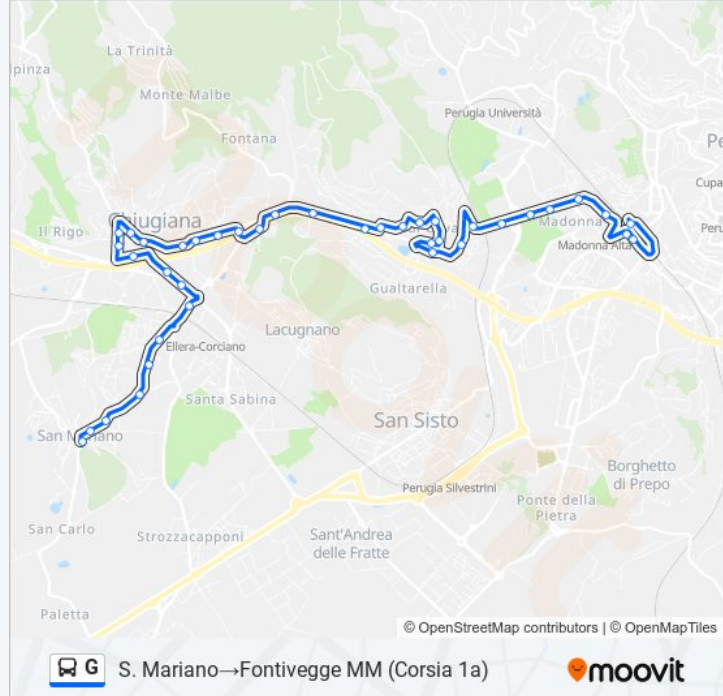 La Trinità
Monte Malbe
Perugia Università
Fontana
Chiugiana
Il Rigo
Madonna
Madonna Alta
Gualtarella
Lacugnano
Ellera-Corciano
Santa Sabina
San Sisto
San Mariano
Borghetto
di Prepo
Perugia Silvestrini
Ponte della
Pietra
San Carlo
Strozzacapponi
Sant'Andrea
delle Fratte
Paletta
© OpenStreetMap contributors | © OpenMapTiles
G S. Mariano→Fontivegge MM (Corsia 1a)
moovit